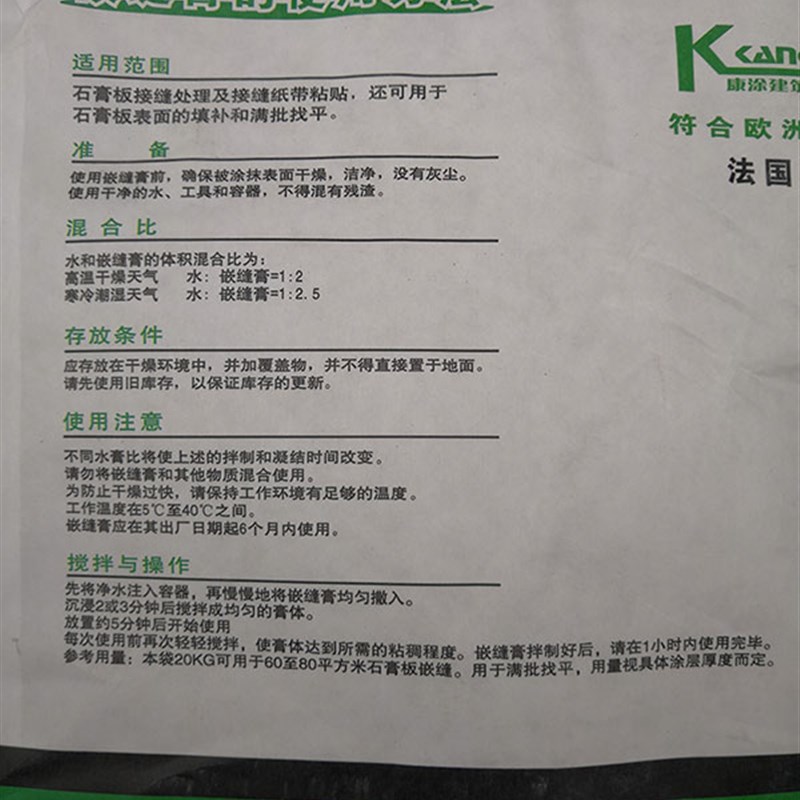 适用范围
石膏板接缝处理及接缝纸带粘贴，还可用于
石膏板表面的填补和满批找平。
准 备
使用嵌缝膏前，确保被涂抹表面干燥，洁净，没有灰尘。
使用干净的水、工具和容器，不得混有残渣。
混合比
水和嵌缝膏的体积混合比为：
高温干燥天气 水：嵌缝膏=1:2
寒冷潮湿天气 水：嵌缝膏=1:2.5
存放条件
应存放在干燥环境中，并加覆盖物，并不得直接置于地面。
请先使用旧库存，以保证库存的更新。
使用注意
不同水膏比将使上述的拌制和凝结时间改变。
请勿将嵌缝膏和其他物质混合使用。
为防止干燥过快，请保持工作环境有足够的温度。
工作温度在5℃至40℃之间。
嵌缝膏应在其出厂日期起6个月内使用。
搅拌与操作
先将净水注入容器，再慢慢地将嵌缝膏均匀撒入。
沉浸2或3分钟后搅拌成均匀的膏体。
放置约5分钟后开始使用
每次使用前再次轻轻搅拌，使膏体达到所需的粘稠程度。嵌缝膏拌制好后，请在1小时内使用完毕。
参考用量：本袋20KG可用于60至80平方米石膏板嵌缝。用于满批找平，用量视具体涂层厚度而定。
康涂建筑
符合欧洲
法国